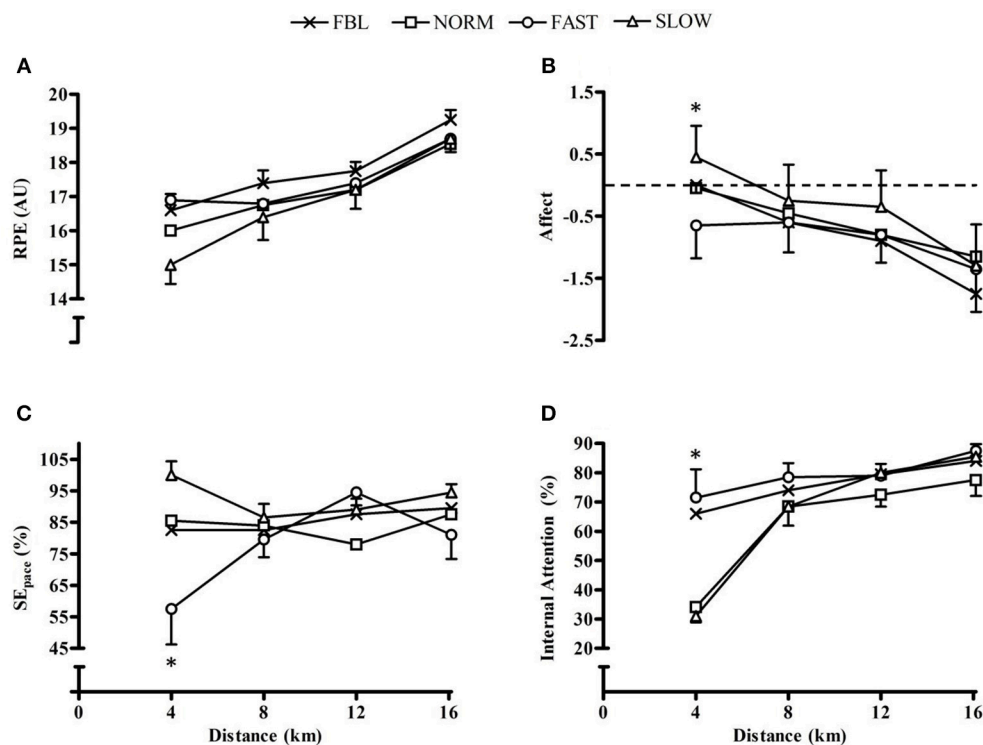 FBL NORM FAST SLOW
A
RPE (AU)
20
19
18
17
16
15
14
B
*
Affect
1.5
0.5
-0.5
-1.5
-2.5
C
SEpace (%)
105
95
85
75
65
55
45
*
0 4 8 12 16
Distance (km)
D
*
Internal Attention (%)
90
80
70
60
50
40
30
20
0 4 8 12 16
Distance (km)